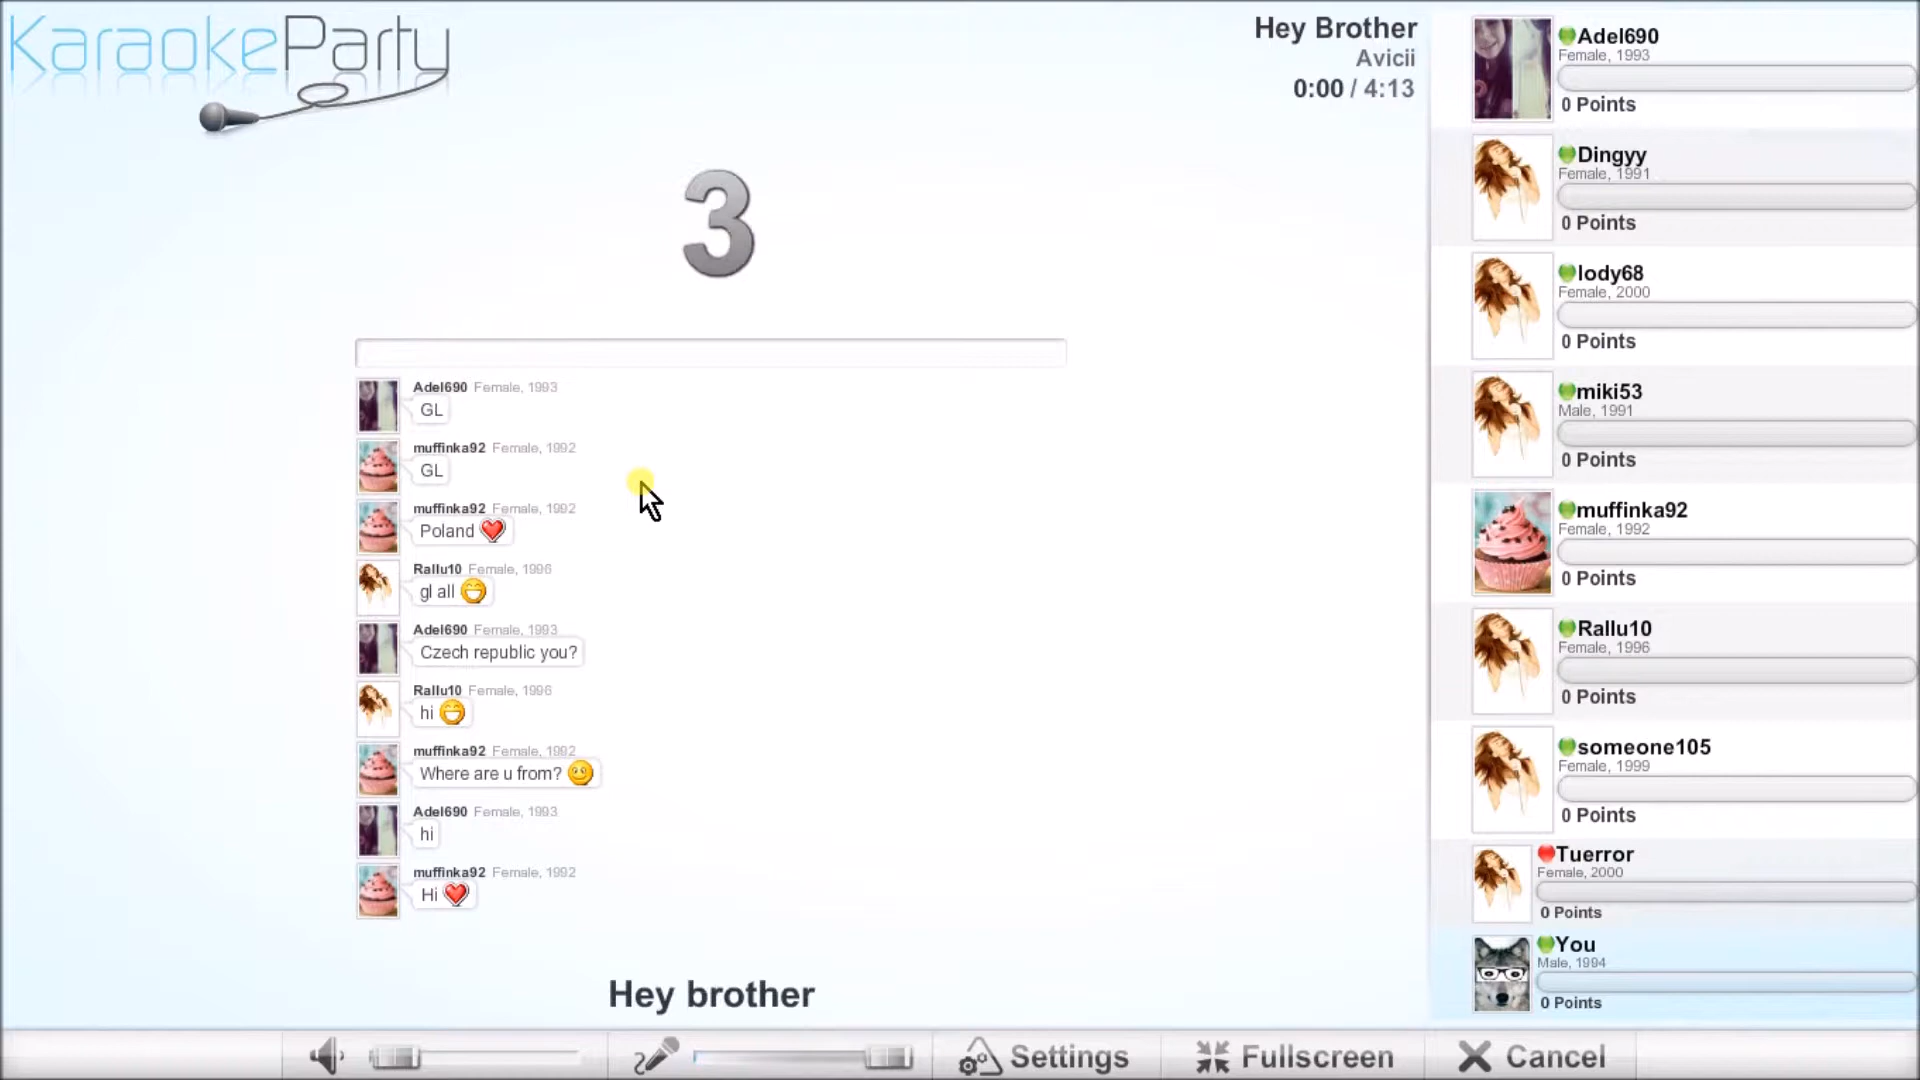 KaraokeParty
Hey Brother
Avicii
0:00 / 4:13
3
Adel690 Female, 1993
GL
muffinka92 Female, 1992
GL
muffinka92 Female, 1992
Poland
Rallu10 Female, 1996
gl all
Adel690 Female, 1993
Czech republic you?
Rallu10 Female, 1996
hi
muffinka92 Female, 1992
Where are u from?
Adel690 Female, 1993
hi
muffinka92 Female, 1992
Hi
Hey brother
Adel690
Female, 1993
0 Points
Dingyy
Female, 1991
0 Points
lody68
Female, 2000
0 Points
miki53
Male, 1991
0 Points
muffinka92
Female, 1992
0 Points
Rallu10
Female, 1996
0 Points
someone105
Female, 1999
0 Points
Tuerror
Female, 2000
0 Points
You
Male, 1994
0 Points
Settings
Fullscreen
Cancel